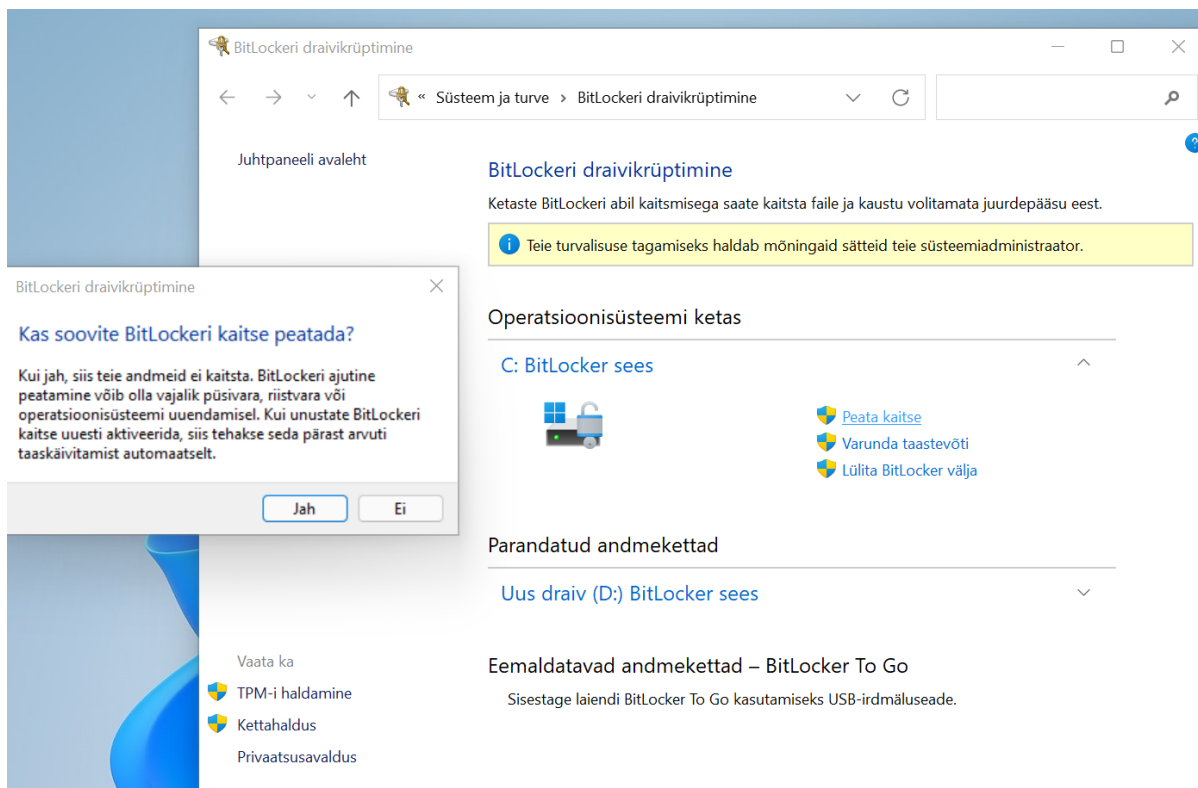 BitLockeri draivikrüptimine
« Süsteem ja turve › BitLockeri draivikrüptimine
Juhtpaneeli avaleht
BitLockeri draivikrüptimine
Ketaste BitLockeri abil kaitsmisega saate kaitsta faile ja kaustu volitamata juurdepääsu eest.
Teie turvalisuse tagamiseks haldab mõningaid sätteid teie süsteemiadministraator.
BitLockeri draivikrüptimine
Kas soovite BitLockeri kaitse peatada?
Kui jah, siis teie andmeid ei kaitsta. BitLockeri ajutine
peatamine võib olla vajalik püsivara, riistvara või
operatsioonisüsteemi uuendamisel. Kui unustate BitLockeri
kaitse uuesti aktiveerida, siis tehakse seda pärast arvuti
taaskäivitamist automaatselt.
Jah Ei
Operatsioonisüsteemi ketas
C: BitLocker sees
Peata kaitse
Varunda taastevõti
Lülita BitLocker välja
Parandatud andmekettad
Uus draiv (D:) BitLocker sees
Eemaldatavad andmekettad – BitLocker To Go
Sisestage laiendi BitLocker To Go kasutamiseks USB-irdmäluseade.
Vaata ka
TPM-i haldamine
Kettahaldus
Privaatsusavaldus